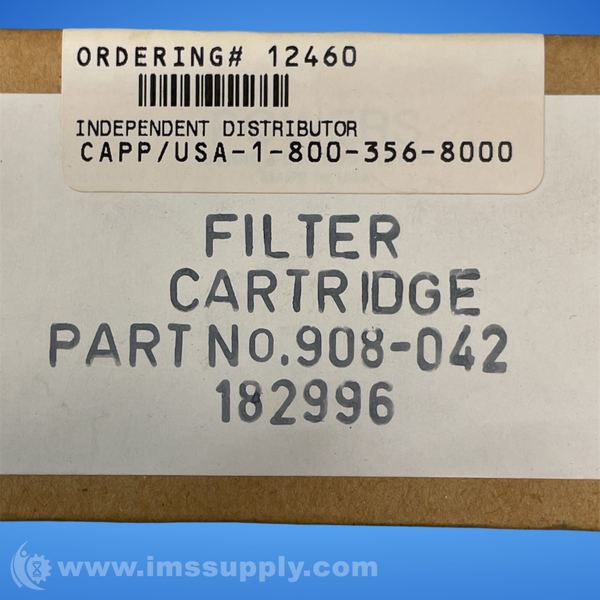 ORDERING# 12460
INDEPENDENT DISTRIBUTOR
CAPP/USA-1-800-356-8000
FILTER
CARTRIDGE
PART NO.908-042
182996
www.imssupply.com